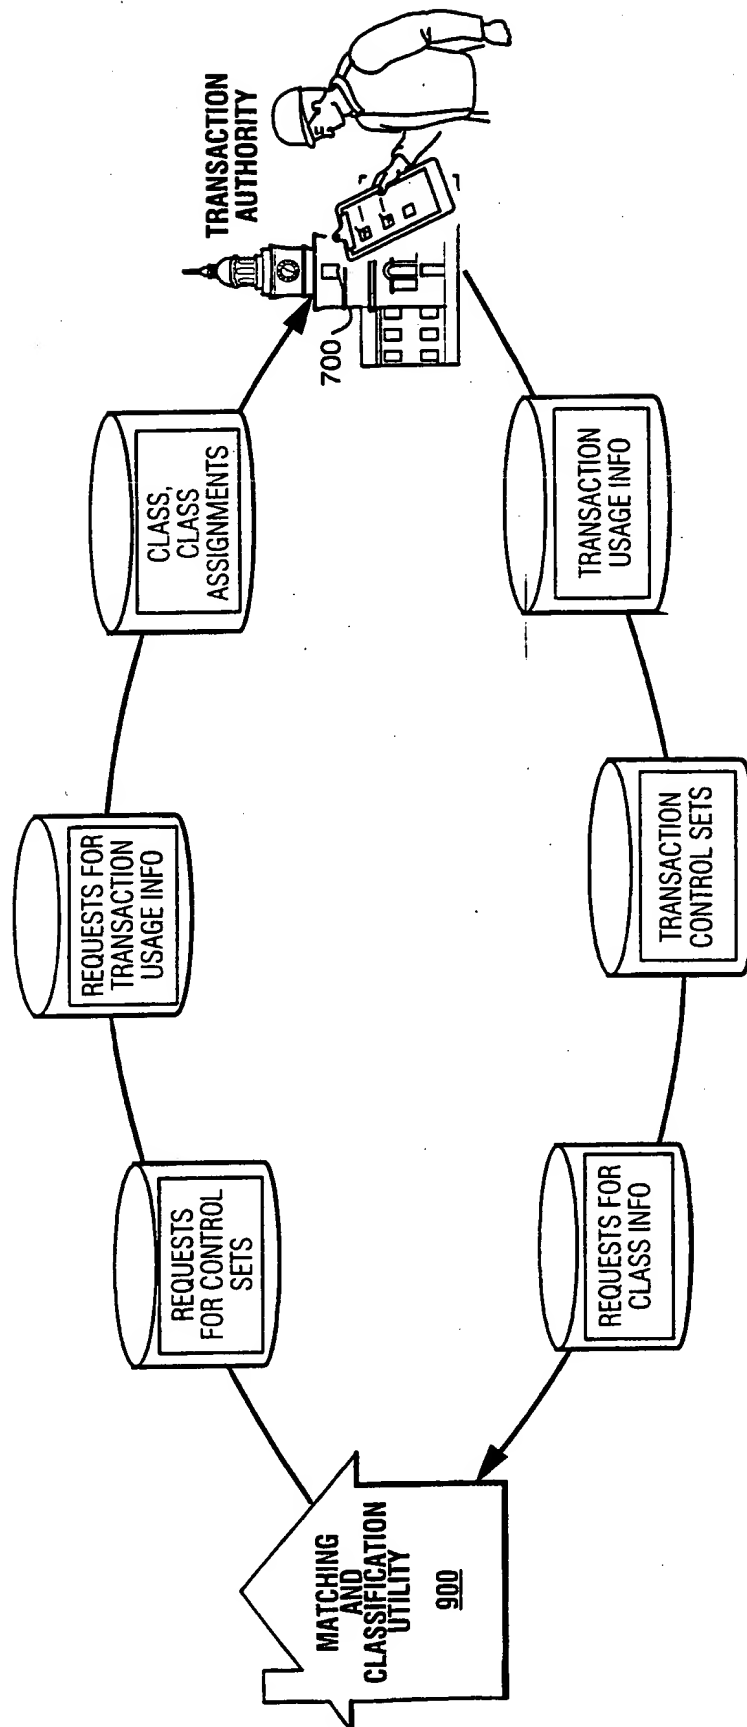 TRANSACTION
AUTHORITY
700
CLASS,
CLASS
ASSIGNMENTS
REQUESTS FOR
TRANSACTION
USAGE INFO
REQUESTS
FOR CONTROL
SETS
MATCHING
AND
CLASSIFICATION
UTILITY
900
REQUESTS FOR
CLASS INFO
TRANSACTION
CONTROL SETS
TRANSACTION
USAGE INFO